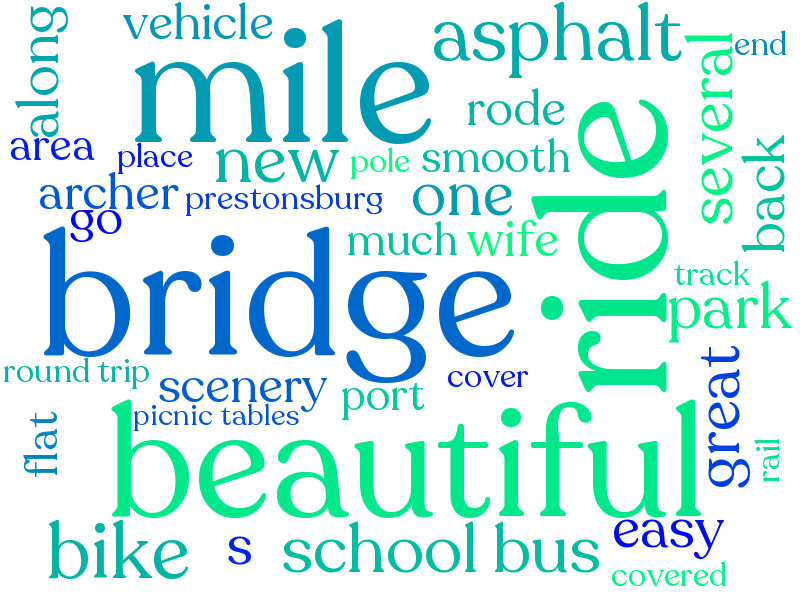 along
vehicle
mile
asphalt
end
several
rode
area
place
new
pole
smooth
ride
back
archer
prestonsburg
one
go
much
wife
bridge
track
park
round trip
scenery
port
cover
picnic tables
great
flat
beautiful
rail
bike
s
school bus
easy
covered